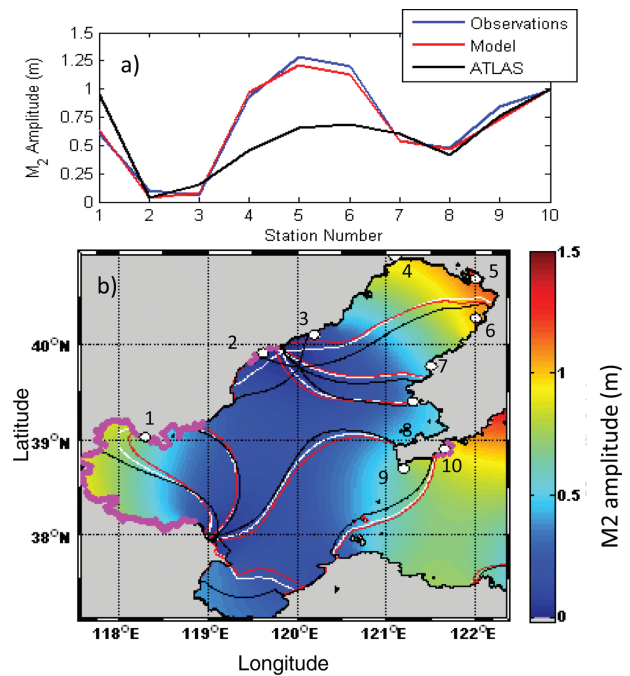 a)
Observations
Model
ATLAS
M₂ Amplitude (m)
1.5
1.25
1
0.75
0.5
0.25
0
1 2 3 4 5 6 7 8 9 10
Station Number
b)
1
2
3
4
5
6
7
8
9
10
40°N
39°N
38°N
Latitude
118°E 119°E 120°E 121°E 122°E
Longitude
1.5
1
0.5
0
M2 amplitude (m)